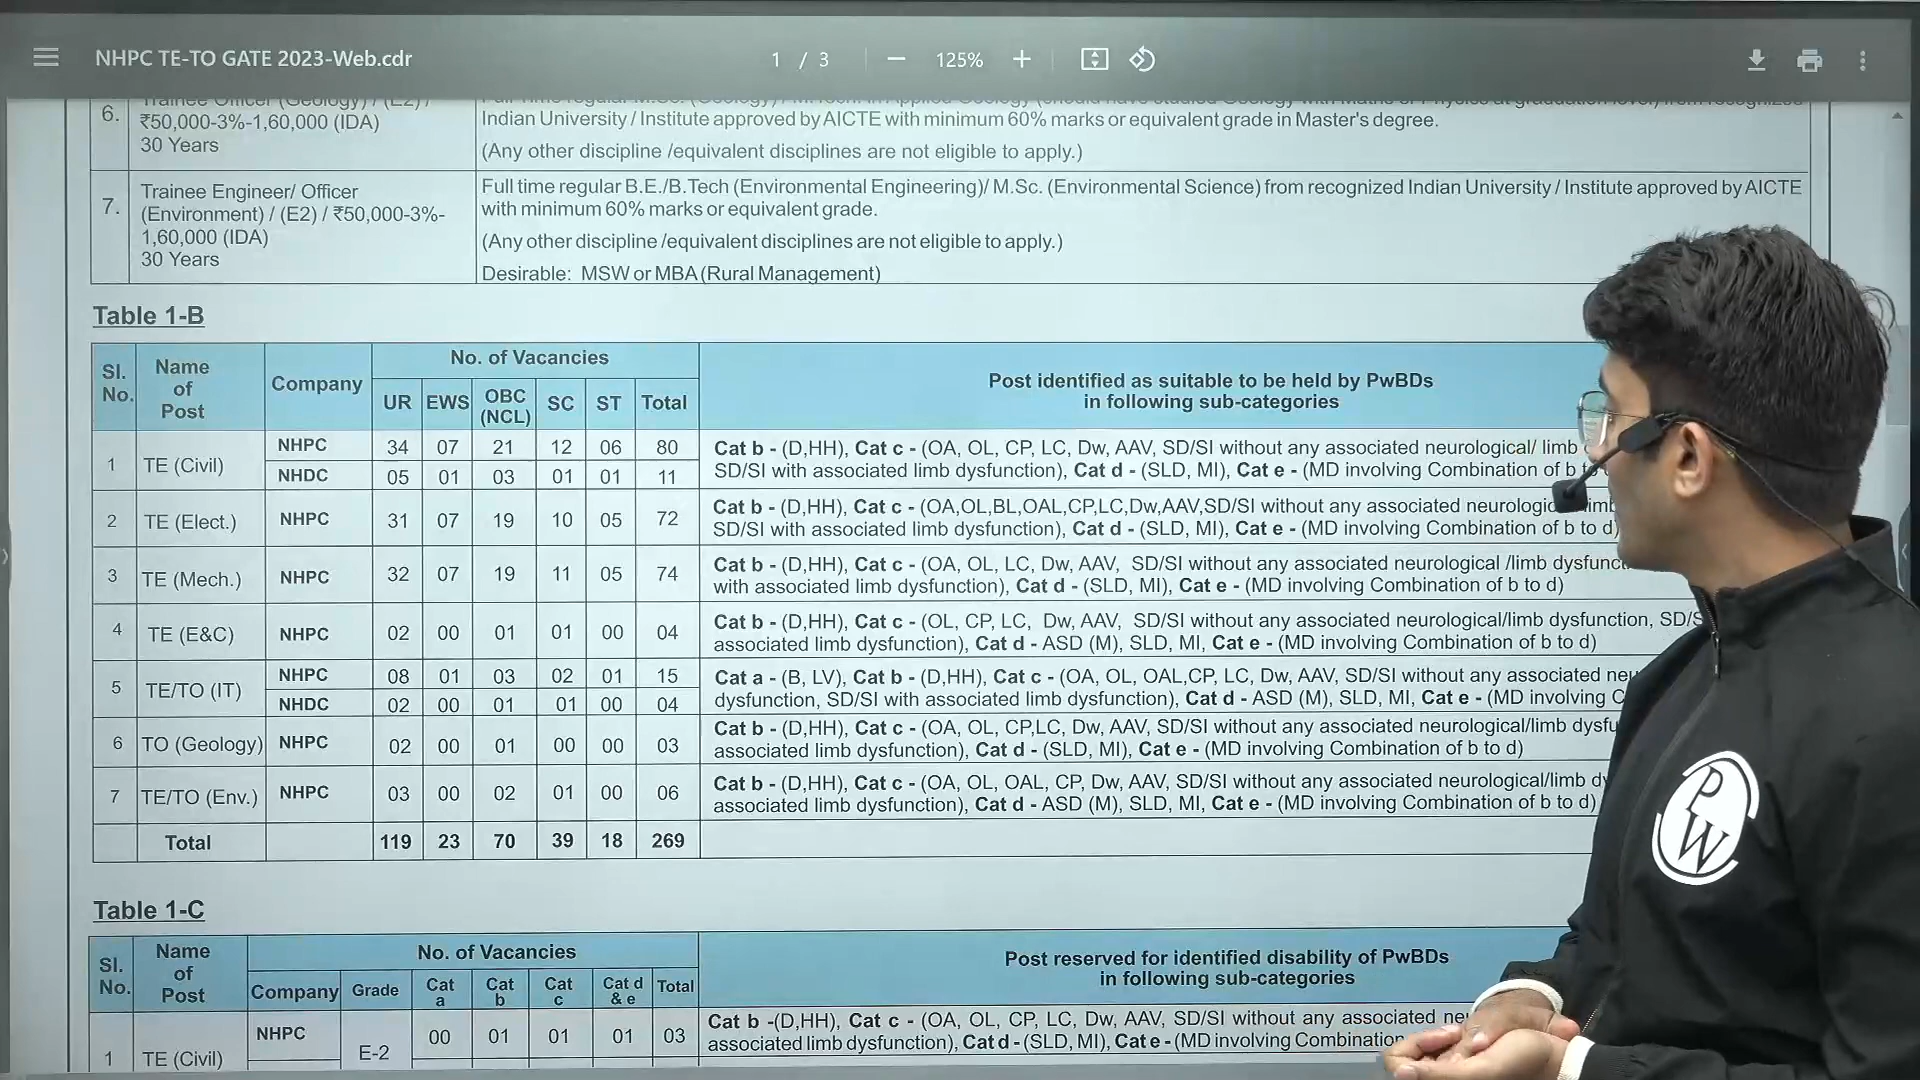 NHPC TE-TO GATE 2023-Web.cdr
1 / 3
125%
6.
Trainee Officer (Geology) / (E2) /
₹50,000-3%-1,60,000 (IDA)
30 Years
Indian University / Institute approved by AICTE with minimum 60% marks or equivalent grade in Master's degree.
(Any other discipline /equivalent disciplines are not eligible to apply.)
7.
Trainee Engineer/ Officer
(Environment) / (E2) / ₹50,000-3%-
1,60,000 (IDA)
30 Years
Full time regular B.E./B.Tech (Environmental Engineering)/ M.Sc. (Environmental Science) from recognized Indian University / Institute approved by AICTE
with minimum 60% marks or equivalent grade.
(Any other discipline /equivalent disciplines are not eligible to apply.)
Desirable: MSW or MBA (Rural Management)
Table 1-B
Sl. No. Name of Post Company No. of Vacancies Post identified as suitable to be held by PwBDs
in following sub-categories
UR EWS OBC (NCL) SC ST Total
1 TE (Civil) NHPC 34 07 21 12 06 80 Cat b - (D,HH), Cat c - (OA, OL, CP, LC, Dw, AAV, SD/SI without any associated neurological/ limb
NHDC 05 01 03 01 01 11 SD/SI with associated limb dysfunction), Cat d - (SLD, MI), Cat e - (MD involving Combination of b
2 TE (Elect.) NHPC 31 07 19 10 05 72 Cat b - (D,HH), Cat c - (OA,OL,BL,OAL,CP,LC,Dw,AAV,SD/SI without any associated
SD/SI with associated limb dysfunction), Cat d - (SLD, MI), Cat e - (MD involving Combination of b to d)
3 TE (Mech.) NHPC 32 07 19 11 05 74 Cat b - (D,HH), Cat c - (OA, OL, LC, Dw, AAV, SD/SI without any associated neurological /limb
with associated limb dysfunction), Cat d - (SLD, MI), Cat e - (MD involving Combination of b to d)
4 TE (E&C) NHPC 02 00 01 01 00 04 Cat b - (D,HH), Cat c - (OL, CP, LC, Dw, AAV, SD/SI without any associated neurological/limb dysfunction,
associated limb dysfunction), Cat d - ASD (M), SLD, MI, Cat e - (MD involving Combination of b to d)
5 TE/TO (IT) NHPC 08 01 03 02 01 15 Cat a - (B, LV), Cat b - (D,HH), Cat c - (OA, OL, OAL,CP, LC, Dw, AAV, SD/SI without any associated
NHDC 02 00 01 01 00 04 dysfunction, SD/SI with associated limb dysfunction), Cat d - ASD (M), SLD, MI, Cat e - (MD involving
6 TO (Geology) NHPC 02 00 01 00 00 03 Cat b - (D,HH), Cat c - (OA, OL, CP,LC, Dw, AAV, SD/SI without any associated neurological/limb
associated limb dysfunction), Cat d - (SLD, MI), Cat e - (MD involving Combination of b to d)
7 TE/TO (Env.) NHPC 03 00 02 01 00 06 Cat b - (D,HH), Cat c - (OA, OL, OAL, CP, Dw, AAV, SD/SI without any associated neurological/limb
associated limb dysfunction), Cat d - ASD (M), SLD, MI, Cat e - (MD involving Combination of b to d)
Total 119 23 70 39 18 269
Table 1-C
Sl. No. Name of Post No. of Vacancies Post reserved for identified disability of PwBDs
in following sub-categories
Company Grade Cat a Cat b Cat c Cat d & e Total
1 TE (Civil) NHPC E-2 00 01 01 01 03 Cat b -(D,HH), Cat c - (OA, OL, CP, LC, Dw, AAV, SD/SI without any associated
associated limb dysfunction), Cat d - (SLD, MI), Cat e - (MD involving Combination
PW